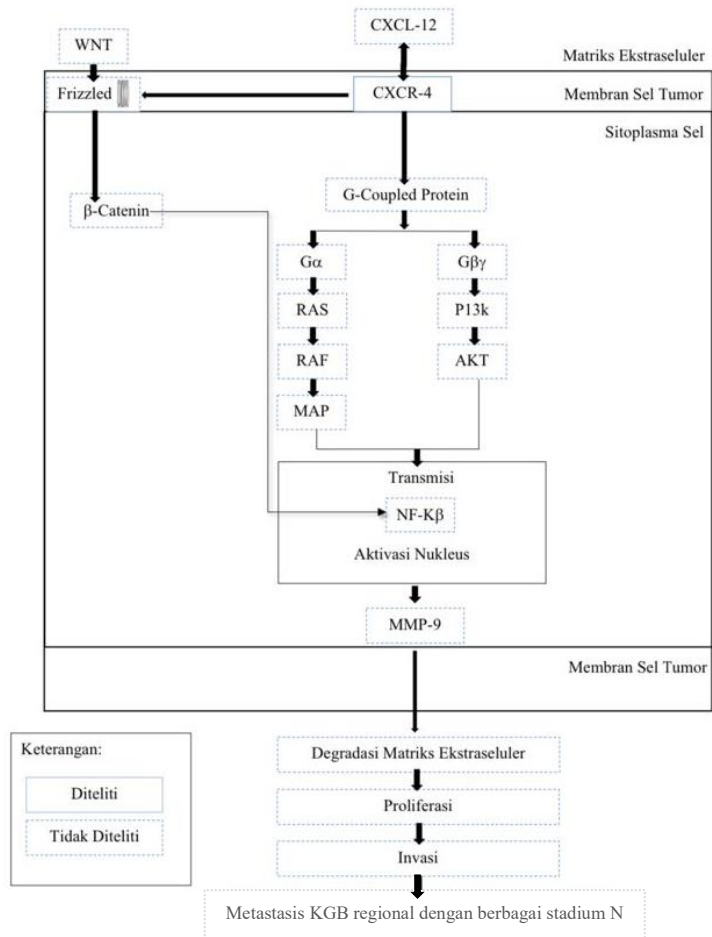 CXCL-12
WNT
Matriks Ekstraseluler
Frizzled
CXCR-4
Membran Sel Tumor
Sitoplasma Sel
G-Coupled Protein
β-Catenin
Gα
Gβγ
RAS
P13k
RAF
AKT
MAP
Transmisi
NF-Kβ
Aktivasi Nukleus
MMP-9
Membran Sel Tumor
Keterangan:
Diteliti
Tidak Diteliti
Degradasi Matriks Ekstraseluler
Proliferasi
Invasi
Metastasis KGB regional dengan berbagai stadium N